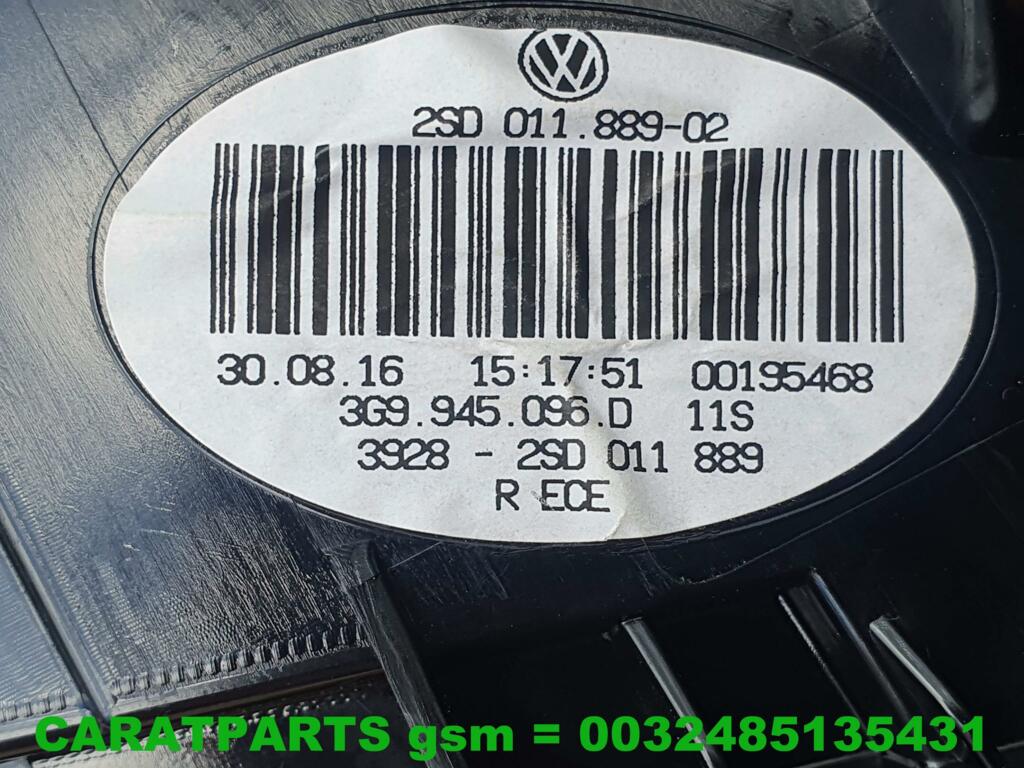 VW
2SD 011.889-02
30.08.16 15:17:51 00195468
3G9.945.096.D 11S
3928 - 2SD 011 889
R ECE
CARATPARTS gsm = 0032485135431